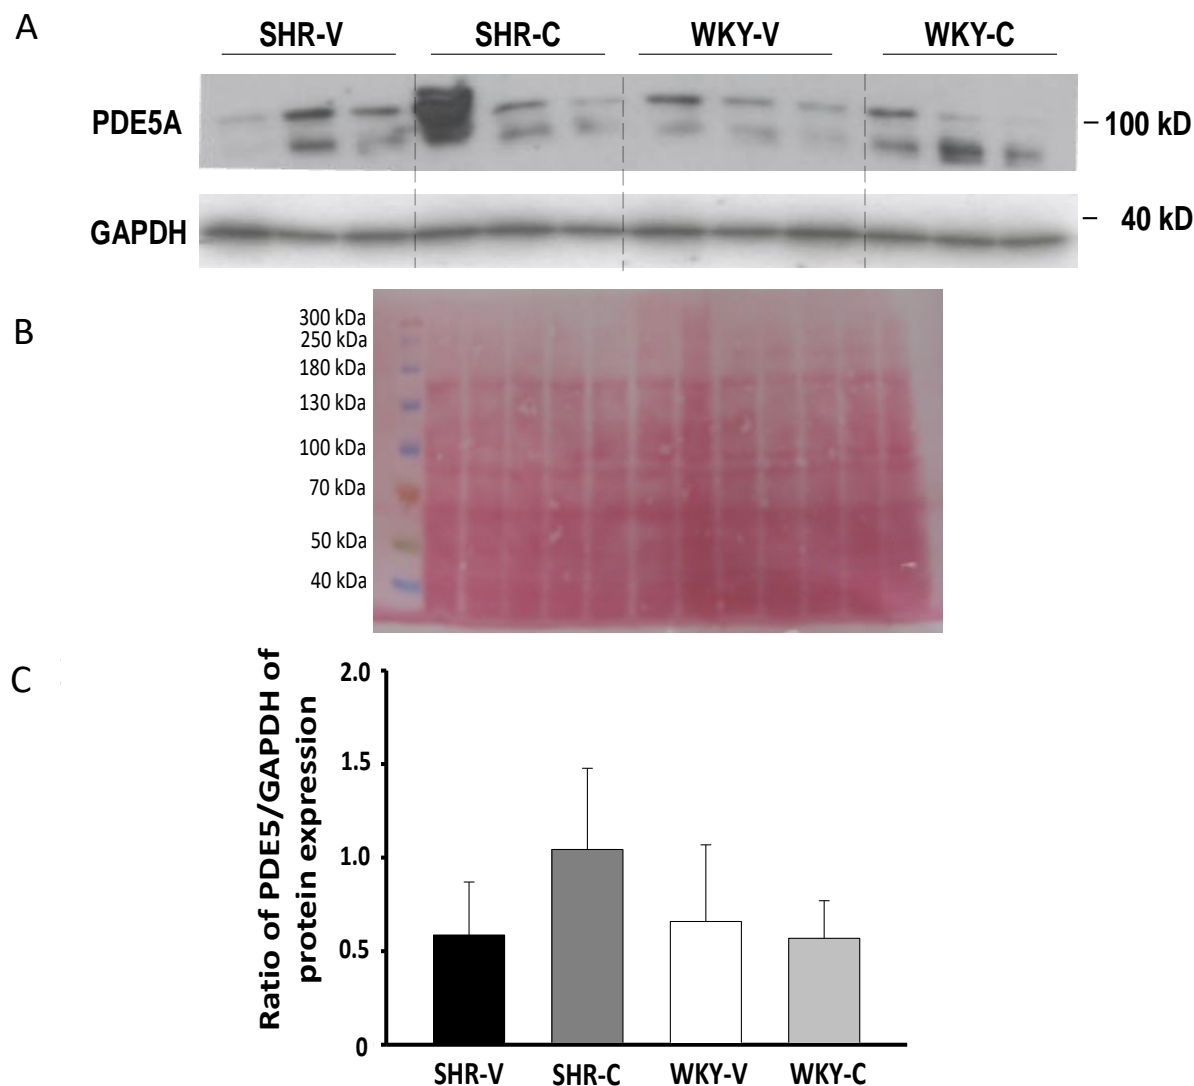 A
SHR-V SHR-C WKY-V WKY-C
PDE5A
100 kD
GAPDH
40 kD
B
300 kDa
250 kDa
180 kDa
130 kDa
100 kDa
70 kDa
50 kDa
40 kDa
C
Ratio of PDE5/GAPDH of
protein expression
2.0
1.5
1.0
0.5
0
SHR-V SHR-C WKY-V WKY-C